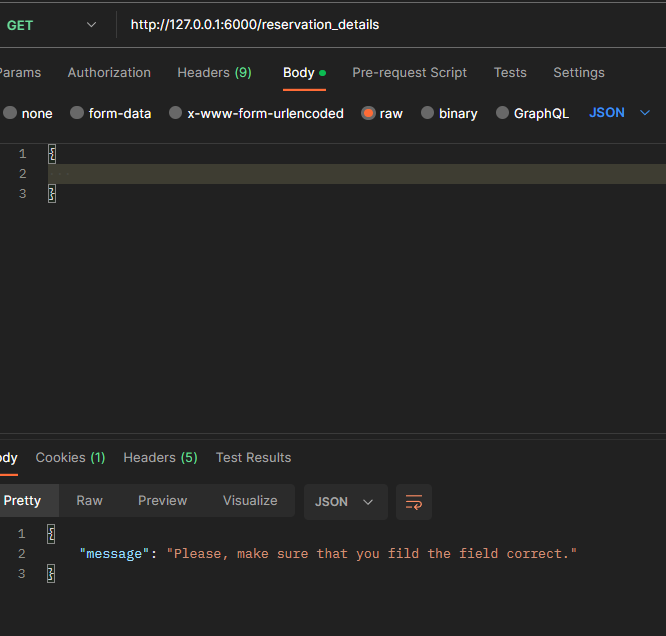 GET http://127.0.0.1:6000/reservation_details
Params Authorization Headers (9) Body Pre-request Script Tests Settings
none form-data x-www-form-urlencoded raw binary GraphQL JSON
1 {
2
3 }
ody Cookies (1) Headers (5) Test Results
Pretty Raw Preview Visualize JSON
1 {
2 "message": "Please, make sure that you fild the field correct."
3 }